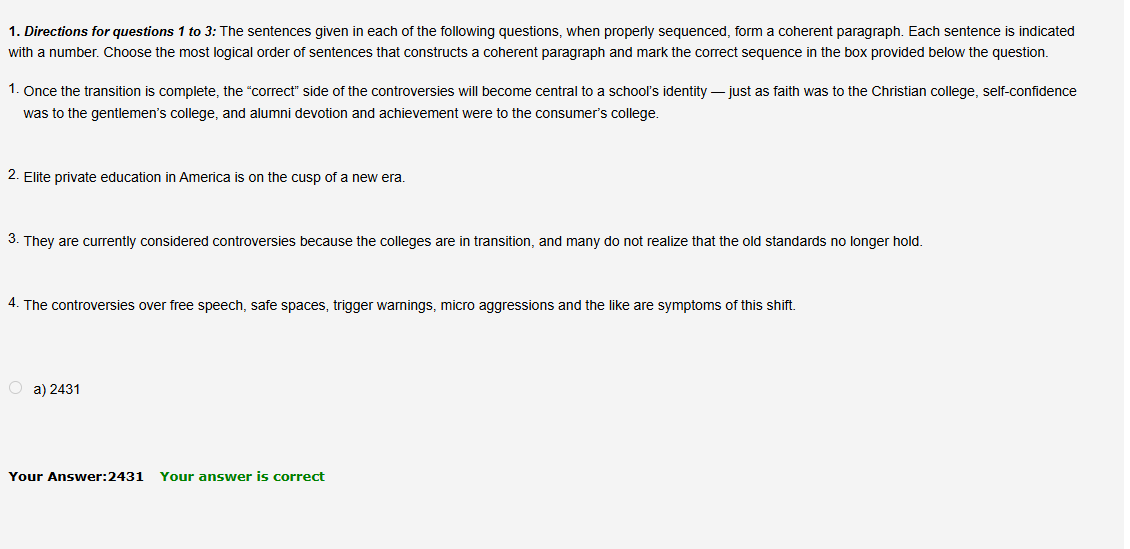 1. Directions for questions 1 to 3: The sentences given in each of the following questions, when properly sequenced, form a coherent paragraph. Each sentence is indicated
with a number. Choose the most logical order of sentences that constructs a coherent paragraph and mark the correct sequence in the box provided below the question.
1. Once the transition is complete, the “correct” side of the controversies will become central to a school's identity — just as faith was to the Christian college, self-confidence
was to the gentlemen's college, and alumni devotion and achievement were to the consumer's college.
2. Elite private education in America is on the cusp of a new era.
3. They are currently considered controversies because the colleges are in transition, and many do not realize that the old standards no longer hold.
4. The controversies over free speech, safe spaces, trigger warnings, micro aggressions and the like are symptoms of this shift.
a) 2431
Your Answer:2431 Your answer is correct